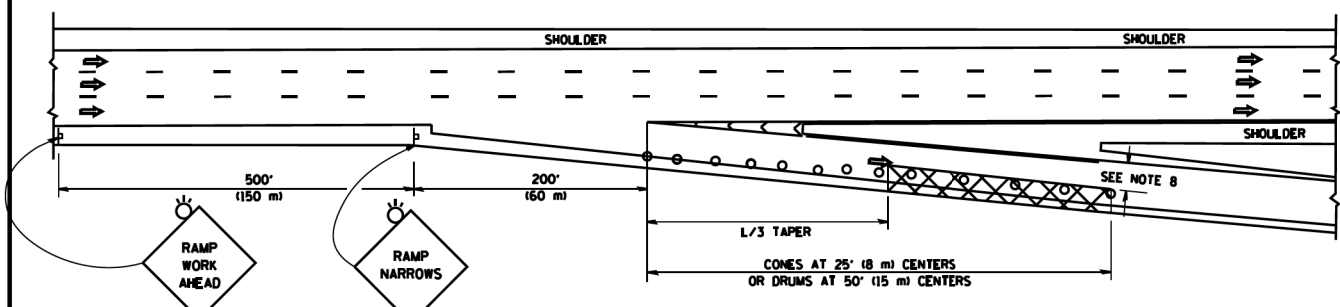 SHOULDER
SHOULDER
SHOULDER
500'
(150 m)
200'
(60 m)
SEE NOTE 8
L/3 TAPER
RAMP
WORK
AHEAD
RAMP
NARROWS
CONES AT 25' (8 m) CENTERS
OR DRUMS AT 50' (15 m) CENTERS